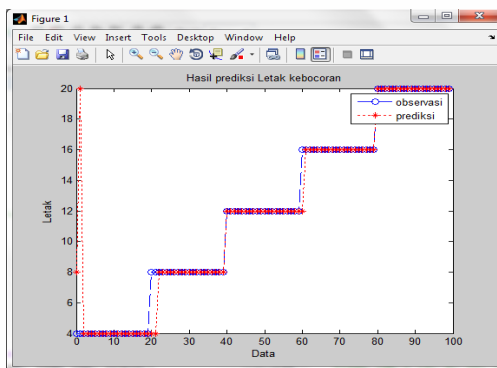 Figure 1
File Edit View Insert Tools Desktop Window Help
Hasil prediksi Letak kebocoran
20
18
16
14
12
10
8
6
4
Letak
observasi
prediksi
0 10 20 30 40 50 60 70 80 90 100
Data